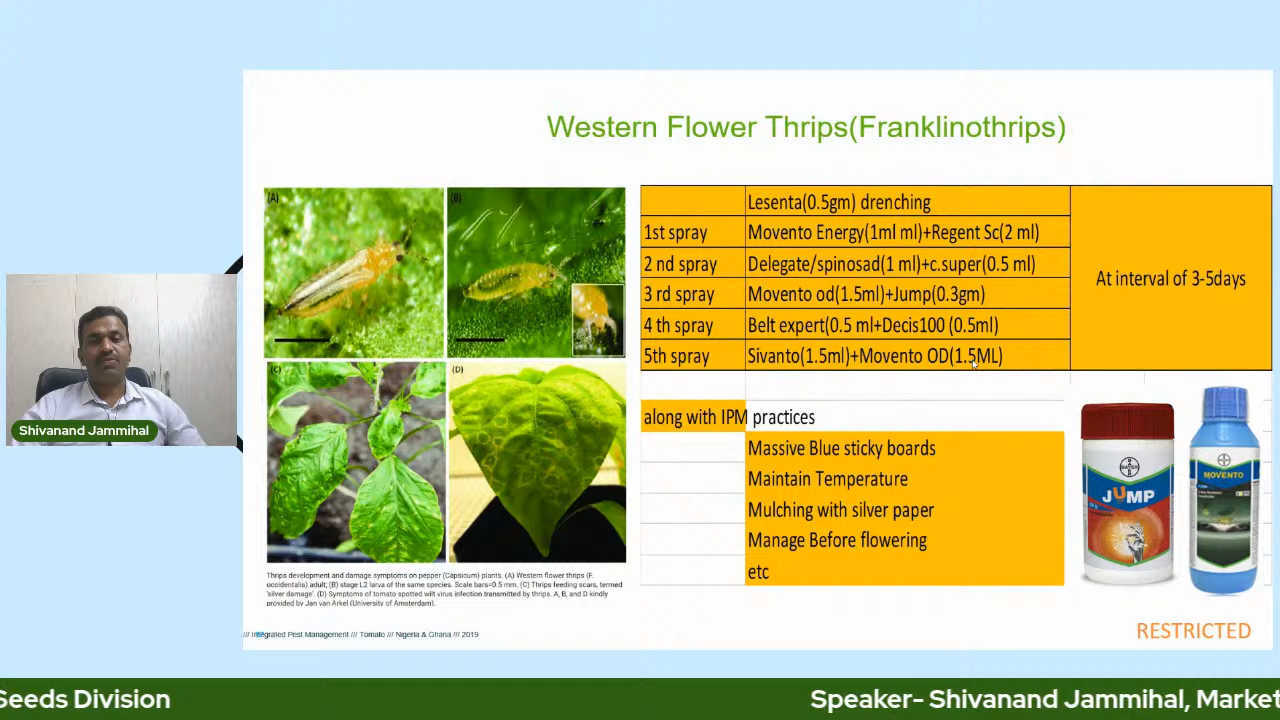 Western Flower Thrips(Franklinothrips)
(A)
(B)
(C)
(D)
Lesenta(0.5gm) drenching
1st spray Movento Energy(1ml ml)+Regent Sc(2 ml)
2 nd spray Delegate/spinosad(1 ml)+c.super(0.5 ml)
3 rd spray Movento od(1.5ml)+Jump(0.3gm)
4 th spray Belt expert(0.5 ml+Decis100 (0.5ml)
5th spray Sivanto(1.5ml)+Movento OD(1.5ML)
At interval of 3-5days
along with IPM practices
Massive Blue sticky boards
Maintain Temperature
Mulching with silver paper
Manage Before flowering
etc
BAYER
JUMP
MOVENTO
Thrips development and damage symptoms on pepper (Capsicum) plants. (A) Western flower thrips (F.
occidentalia) adult; (B) stage L2 larva of the same species. Scale bars=0.5 mm. (C) Thrips feeding scars, termed
'silver damage'. (D) Symptoms of tomato spotted wilt virus infection transmitted by thrips. A, B, and D kindly
provided by Jan van Arkel (University of Amsterdam).
/// Integrated Pest Management /// Tomato /// Nigeria & Ghana /// 2019
RESTRICTED
Shivanand Jammihal
Seeds Division
Speaker- Shivanand Jammihal, Market